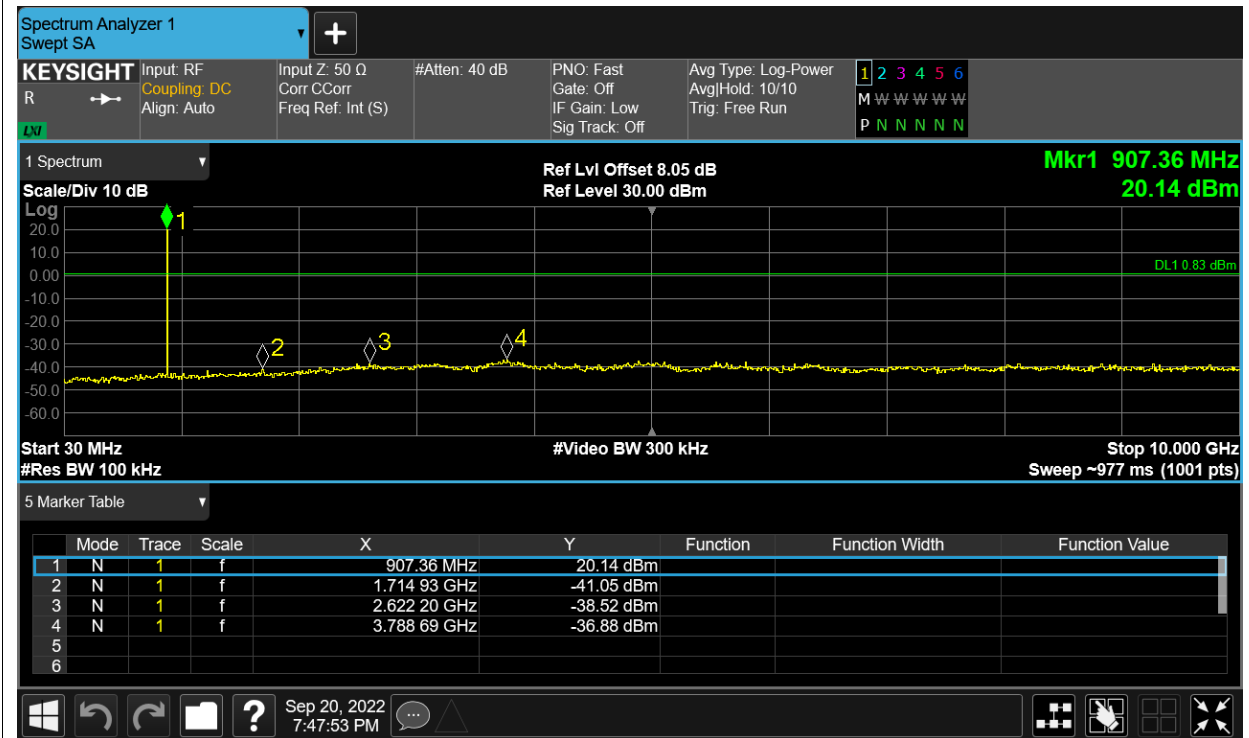 Spectrum Analyzer 1
Swept SA
+
KEYSIGHT Input: RF Input Z: 50 Ω #Atten: 40 dB PNO: Fast Avg Type: Log-Power 1 2 3 4 5 6
R Coupling: DC Corr CCorr Gate: Off Avg|Hold: 10/10 M W W W W W
Align: Auto Freq Ref: Int (S) IF Gain: Low Trig: Free Run
LXI Sig Track: Off P N N N N N
1 Spectrum
Ref Lvl Offset 8.05 dB Mkr1 907.36 MHz
Scale/Div 10 dB Ref Level 30.00 dBm 20.14 dBm
Log
1
20.0
10.0
DL1 0.83 dBm
0.00
-10.0
-20.0
-30.0
2 3 4
-40.0
-50.0
-60.0
Start 30 MHz #Video BW 300 kHz Stop 10.000 GHz
#Res BW 100 kHz Sweep ~977 ms (1001 pts)
5 Marker Table
Mode Trace Scale X Y Function Function Width Function Value
1 N 1 f 907.36 MHz 20.14 dBm
2 N 1 f 1.714 93 GHz -41.05 dBm
3 N 1 f 2.622 20 GHz -38.52 dBm
4 N 1 f 3.788 69 GHz -36.88 dBm
5
6
? Sep 20, 2022
7:47:53 PM